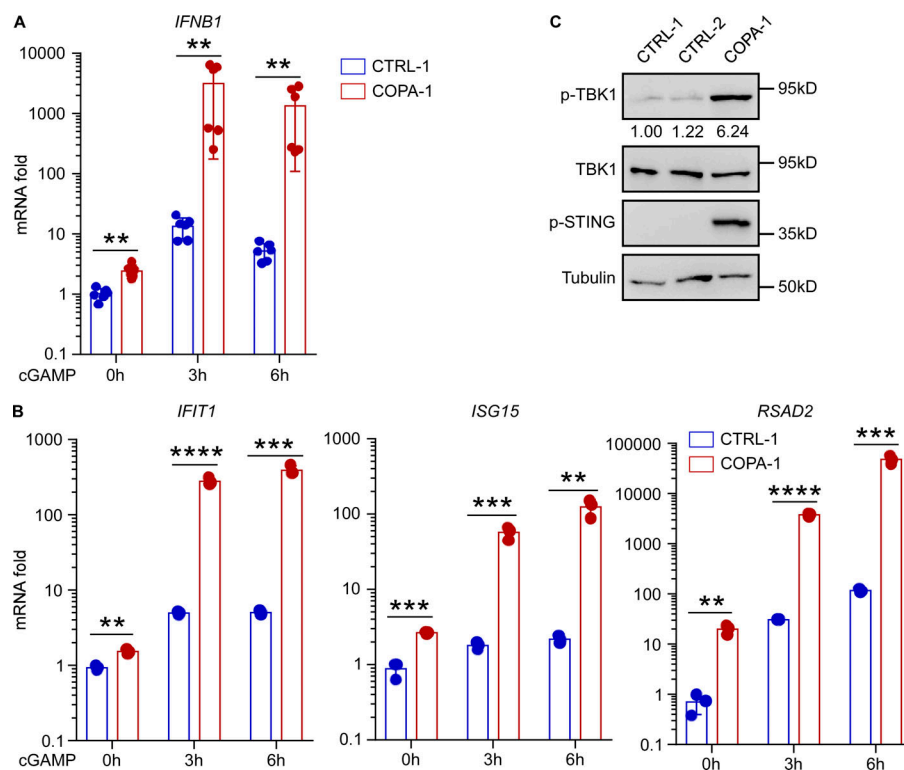 A
IFNB1
mRNA fold
10000
1000
100
10
1
0.1
**
**
**
cGAMP
0h
3h
6h
CTRL-1
COPA-1
C
CTRL-1
CTRL-2
COPA-1
p-TBK1
95kD
1.00 1.22 6.24
TBK1
95kD
p-STING
35kD
Tubulin
50kD
B
IFIT1
mRNA fold
1000
100
10
1
0.1
**
****
***
cGAMP
0h
3h
6h
ISG15
1000
100
10
1
0.1
***
***
**
0h
3h
6h
RSAD2
100000
10000
1000
100
10
1
0.1
**
****
***
CTRL-1
COPA-1
0h
3h
6h